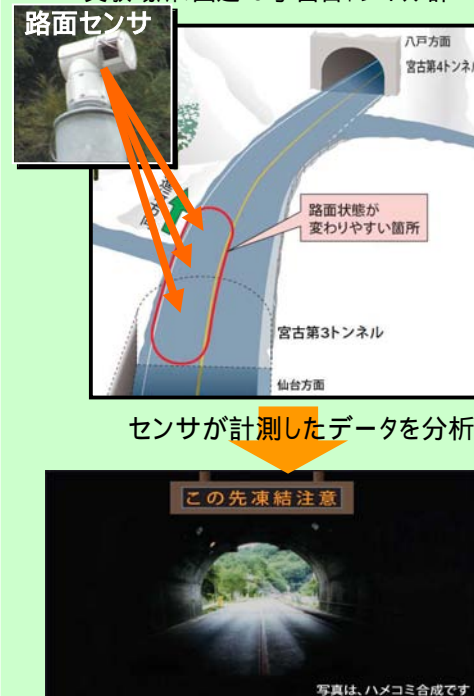 路面センサ
八戸方面
宮古第4トンネル
路面状態が
変わりやすい箇所
宮古第3トンネル
仙台方面
センサが計測したデータを分析
この先凍結注意
写真は、ハメコミ合成です